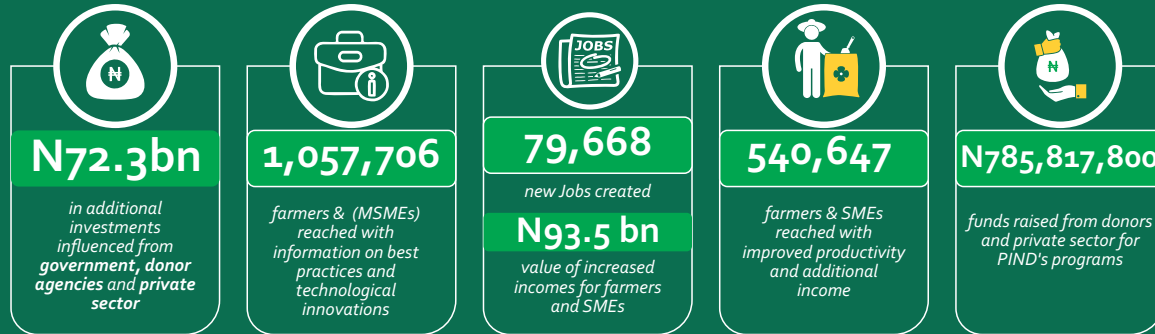 ₦
N72.3bn
in additional
investments
influenced from
government, donor
agencies and private
sector
i
1,057,706
farmers & (MSMEs)
reached with
information on best
practices and
technological
innovations
JOBS
79,668
new Jobs created
N93.5 bn
value of increased
incomes for farmers
and SMEs
540,647
farmers & SMEs
reached with
improved productivity
and additional
income
₦
N785,817,800
funds raised from donors
and private sector for
PIND's programs